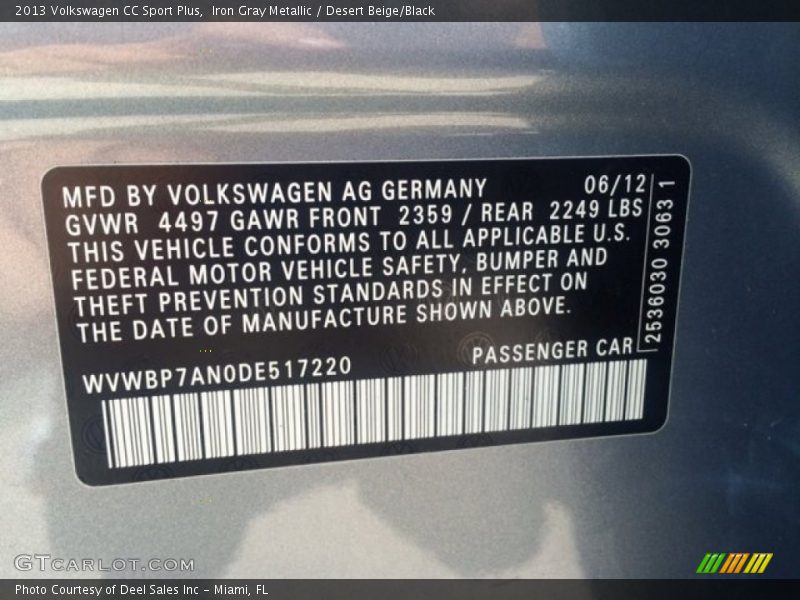 2013 Volkswagen CC Sport Plus,  Iron Gray Metallic / Desert Beige/Black
MFD BY VOLKSWAGEN AG GERMANY 06/12
GVWR 4497 GAWR FRONT 2359 / REAR 2249 LBS
THIS VEHICLE CONFORMS TO ALL APPLICABLE U.S.
FEDERAL MOTOR VEHICLE SAFETY, BUMPER AND
THEFT PREVENTION STANDARDS IN EFFECT ON
THE DATE OF MANUFACTURE SHOWN ABOVE.
2536030 3063 1
WVWBP7AN0DE517220 PASSENGER CAR
GTCARLOT.COM
Photo Courtesy of Deel Sales Inc - Miami, FL